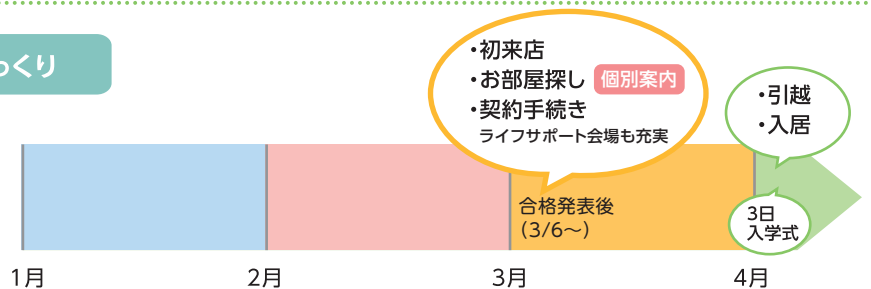 っくり
・初来店
・お部屋探し 個別案内
・契約手続き
ライフサポート会場も充実
・引越
・入居
合格発表後
(3/6〜)
3日
入学式
1月
2月
3月
4月